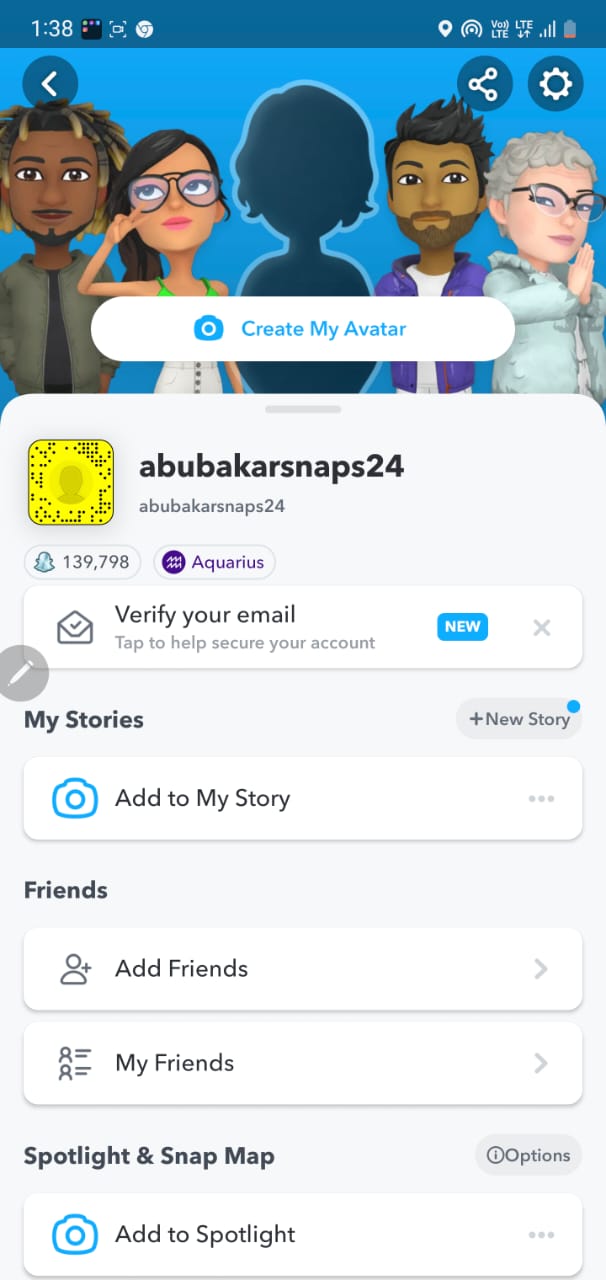 1:38
Vo)) LTE
LTE
Create My Avatar
abubakarsnaps24
abubakarsnaps24
139,798
Aquarius
Verify your email
Tap to help secure your account
NEW
My Stories
+New Story
Add to My Story
Friends
Add Friends
My Friends
Spotlight & Snap Map
Options
Add to Spotlight